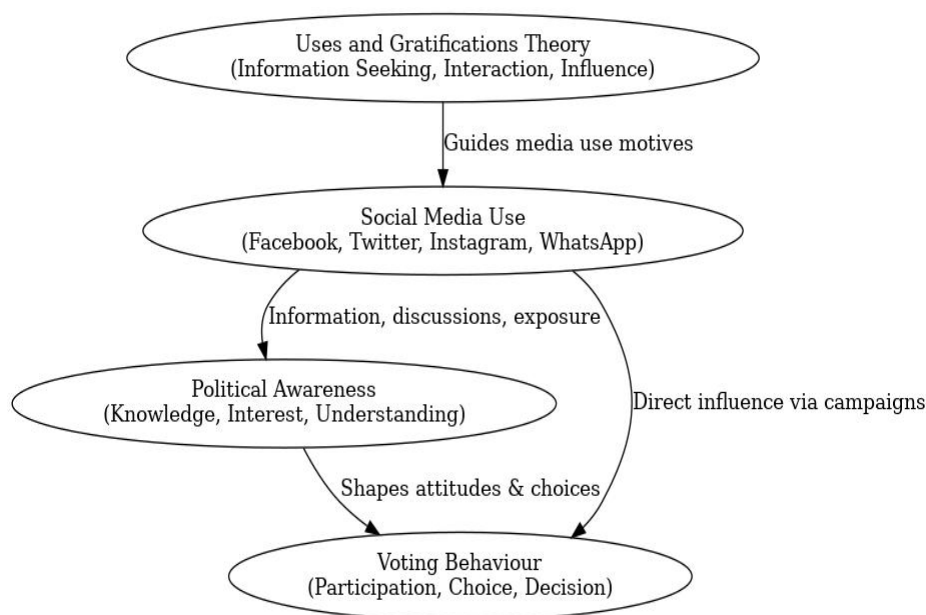 Uses and Gratifications Theory
(Information Seeking, Interaction, Influence)
Guides media use motives
Social Media Use
(Facebook, Twitter, Instagram, WhatsApp)
Information, discussions, exposure
Political Awareness
(Knowledge, Interest, Understanding)
Direct influence via campaigns
Shapes attitudes & choices
Voting Behaviour
(Participation, Choice, Decision)